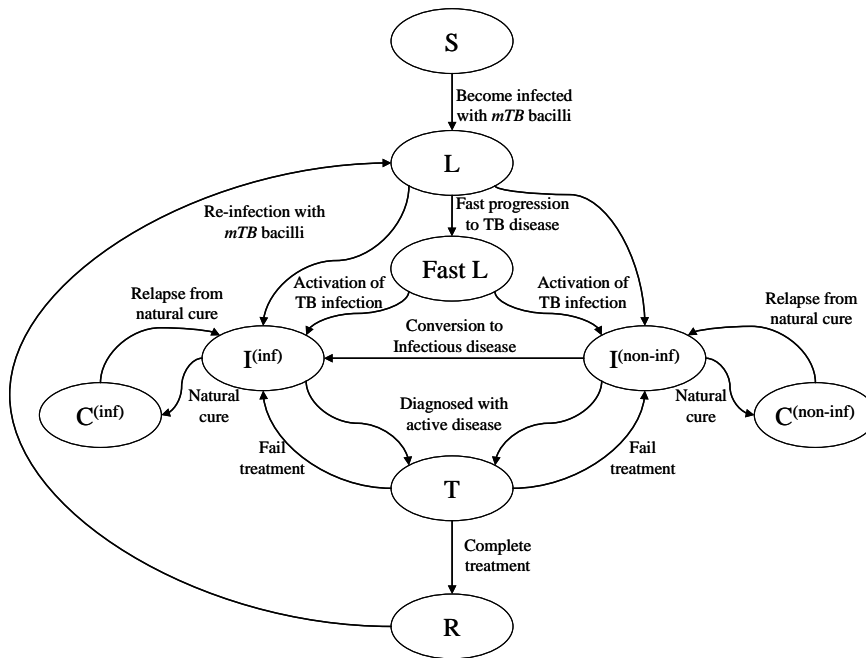 S
Become infected
with mTB bacilli
L
Re-infection with
mTB bacilli
Fast progression
to TB disease
Fast L
Relapse from
natural cure
Activation of
TB infection
Activation of
TB infection
Relapse from
natural cure
Conversion to
Infectious disease
I(inf)
I(non-inf)
C(inf)
Natural
cure
Diagnosed with
active disease
Natural
cure
C(non-inf)
Fail
treatment
Fail
treatment
T
Complete
treatment
R